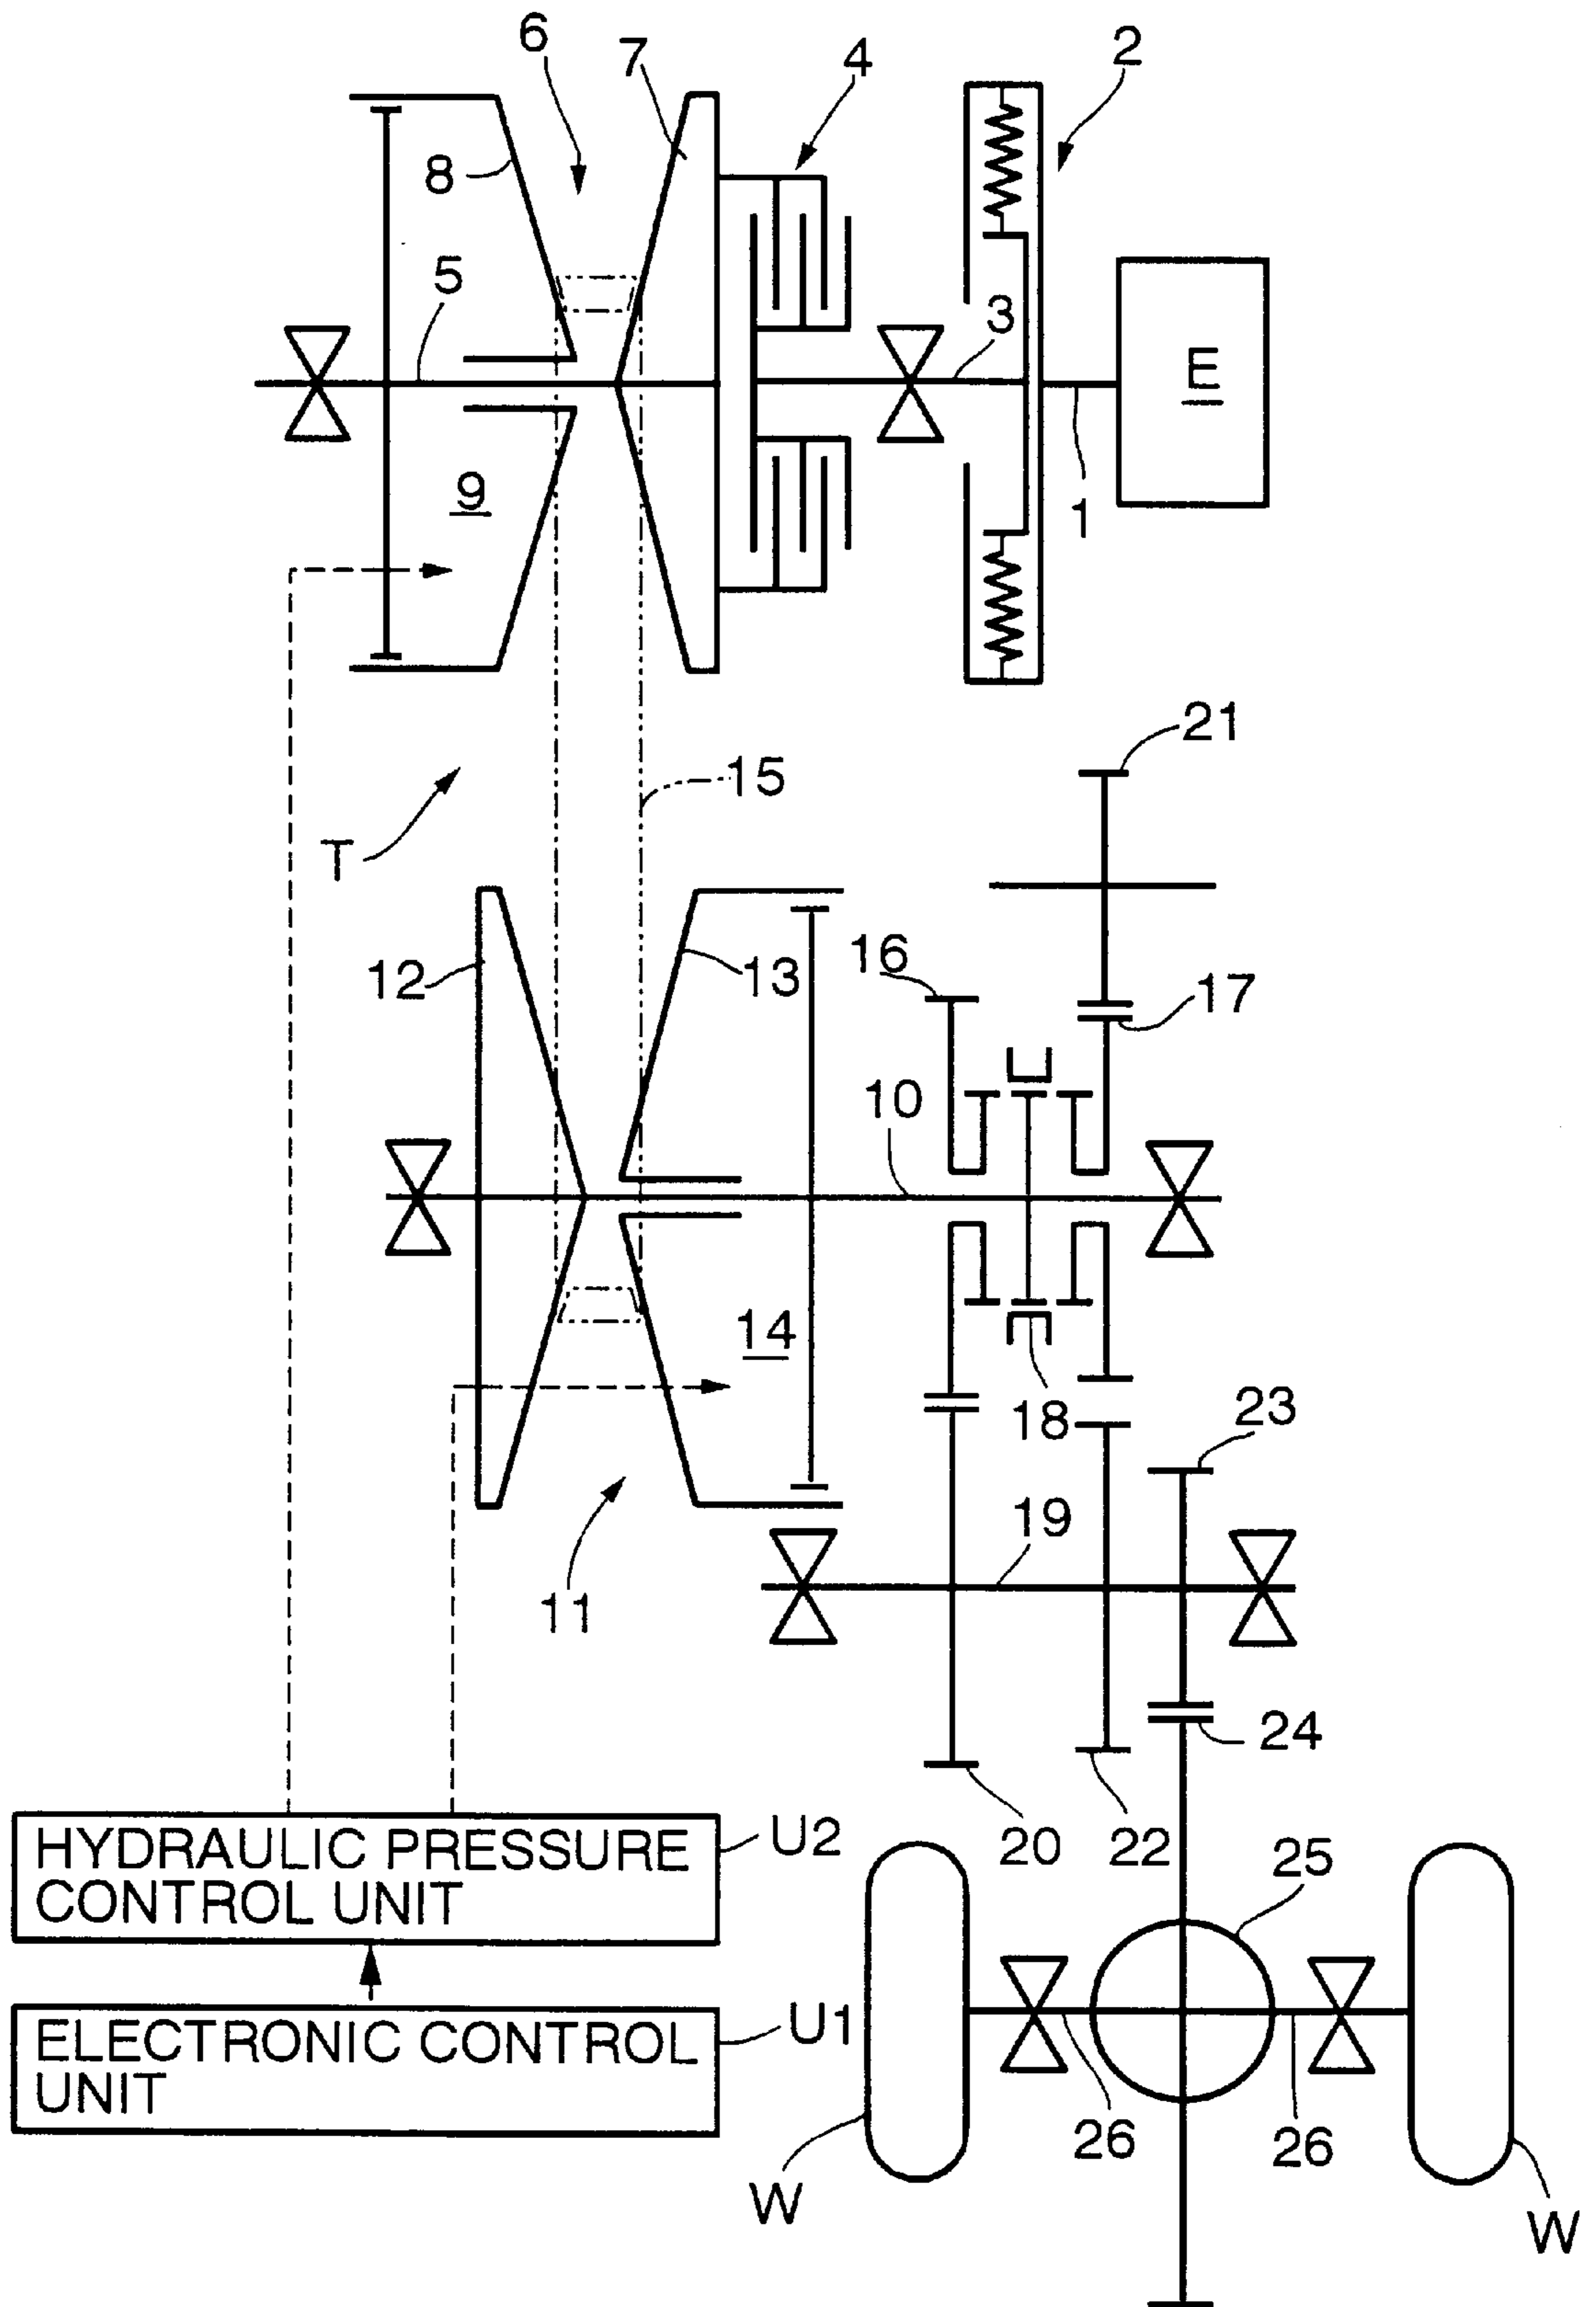 6
7
4
2
8
5
3
E
9
1
21
15
T
16
12
13
17
10
14
18
23
19
11
24
HYDRAULIC PRESSURE
CONTROL UNIT
U2
20
22
25
ELECTRONIC CONTROL
UNIT
U1
26
26
W
W